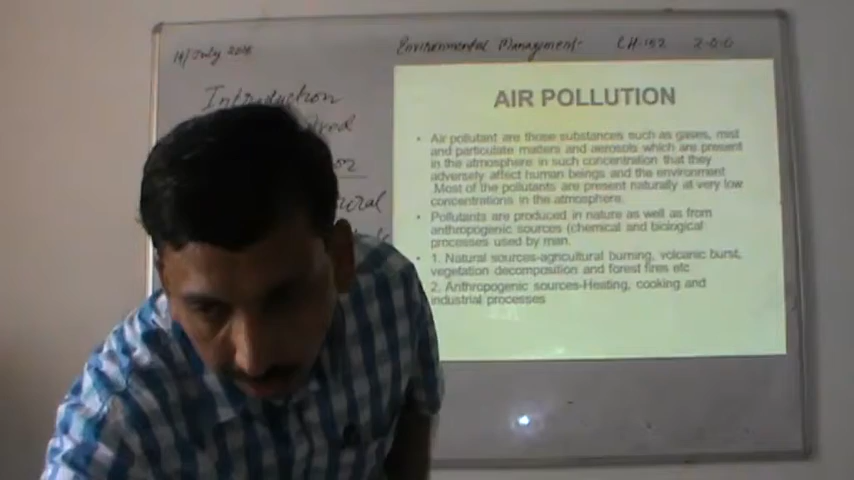 Environmental Management CH-152 2-0-0
Introduction
AIR POLLUTION
• Air pollutant are those substances such as gases, mist
and particulate matters and aerosols which are present
in the atmosphere in such concentration that they
adversely affect human beings and the environment
Most of the pollutants are present naturally at very low
concentrations in the atmosphere.
• Pollutants are produced in nature as well as from
anthropogenic sources (chemical and biological
processes used by man.
• 1. Natural sources-agricultural burning, volcanic burst,
vegetation decomposition and forest fires etc
2. Anthropogenic sources-Heating, cooking and
industrial processes